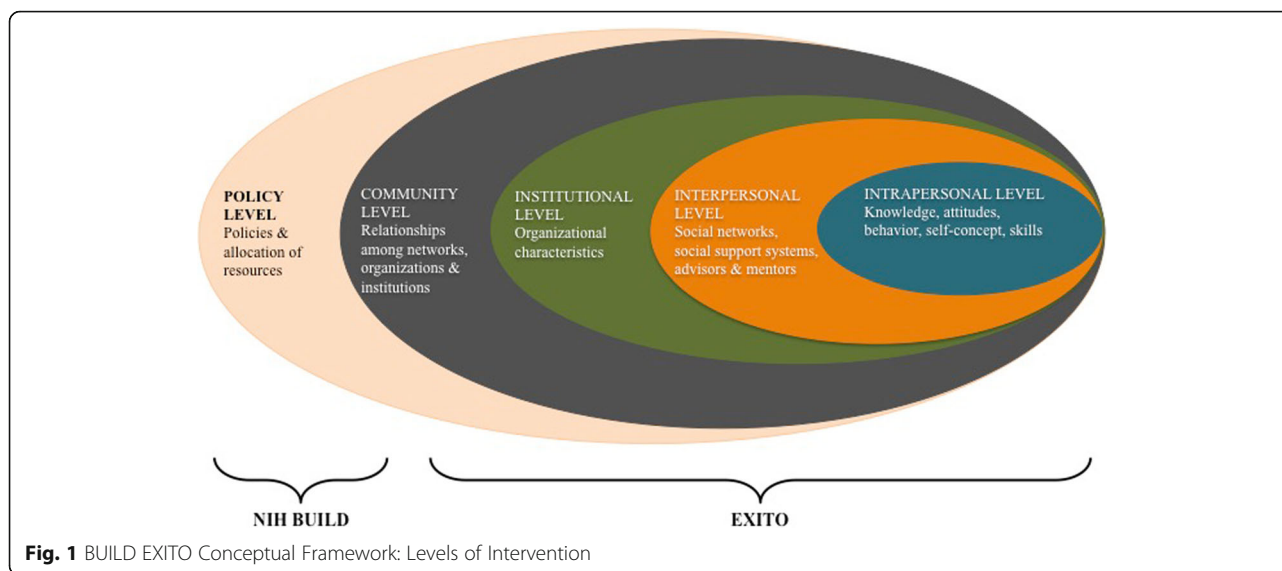 POLICY
LEVEL
Policies &
allocation of
resources
COMMUNITY
LEVEL
Relationships
among networks,
organizations &
institutions
INSTITUTIONAL
LEVEL
Organizational
characteristics
INTERPERSONAL
LEVEL
Social networks,
social support systems,
advisors & mentors
INTRAPERSONAL LEVEL
Knowledge, attitudes,
behavior, self-concept, skills
NIH BUILD
EXITO
Fig. 1 BUILD EXITO Conceptual Framework: Levels of Intervention